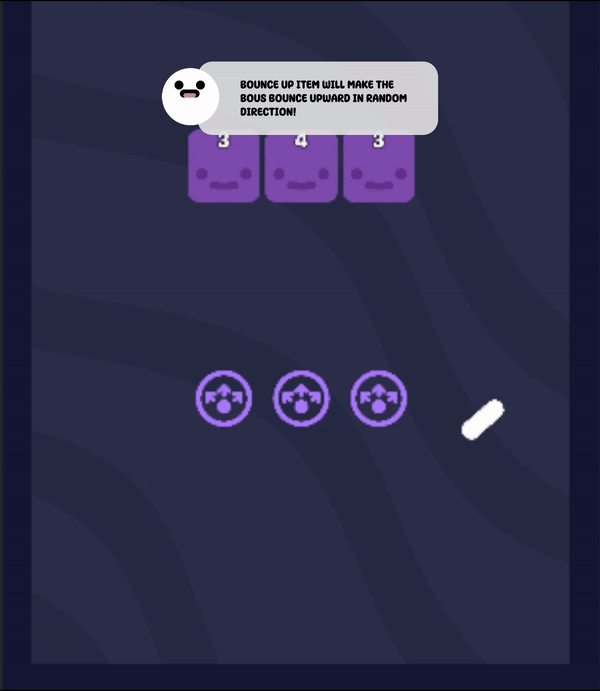 BOUNCE UP ITEM WILL MAKE THE
BOUS BOUNCE UPWARD IN RANDOM
DIRECTION!
3 4 3